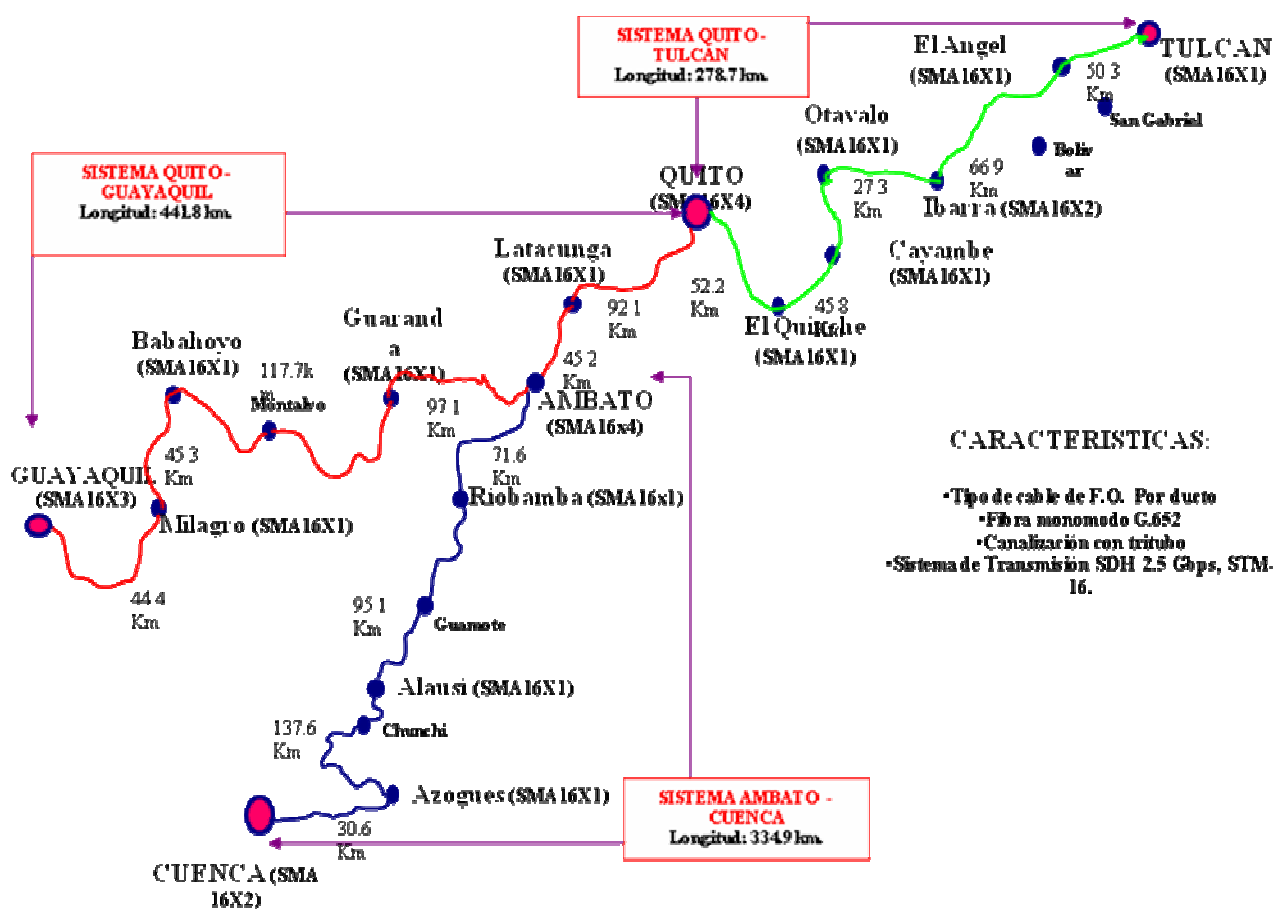 SISTEMA QUITO-
TULCAN
Longitud: 278.7 km.
El Angel
(SMA16X1)
TULCAN
(SMA16X1)
50.3
Km
San Gabriel
Boliv
ar
Otavalo
(SMA16X1)
66.9
Km
27.3
Km
Ibarra (SMA16X2)
SISTEMA QUITO-
GUAYAQUIL
Longitud: 441.8 km.
QUITO
(SMA16X4)
Cayambe
(SMA16X1)
Latacunga
(SMA16X1)
52.2
Km
45.8
Km
92.1
Km
El Quinche
(SMA16X1)
Guarand
a
(SMA16X1)
Babahoyo
(SMA16X1)
117.7k
m
Montalvo
45.2
Km
97.1
Km
AMBATO
(SMA16x4)
45.3
Km
GUAYAQUIL
(SMA16X3)
Milagro (SMA16X1)
44.4
Km
71.6
Km
Riobamba (SMA16x1)
CARACTERISTICAS:
•Tipo de cable de F.O. Por ducto
•Fibra monomodo G.652
•Canalización con tritubo
•Sistema de Transmisión SDH 2.5 Gbps, STM-
16.
95.1
Km
Guamote
Alausi (SMA16X1)
137.6
Km
Chunchi
Azogues (SMA16X1)
30.6
Km
SISTEMA AMBATO -
CUENCA
Longitud: 334.9 km.
CUENCA (SMA
16X2)